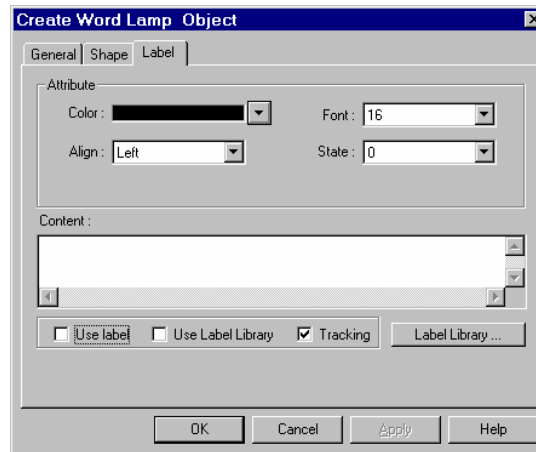 Create Word Lamp Object
General Shape Label
Attribute
Color : Font : 16
Align : Left State : 0
Content :
Use label Use Label Library Tracking Label Library ...
OK Cancel Apply Help